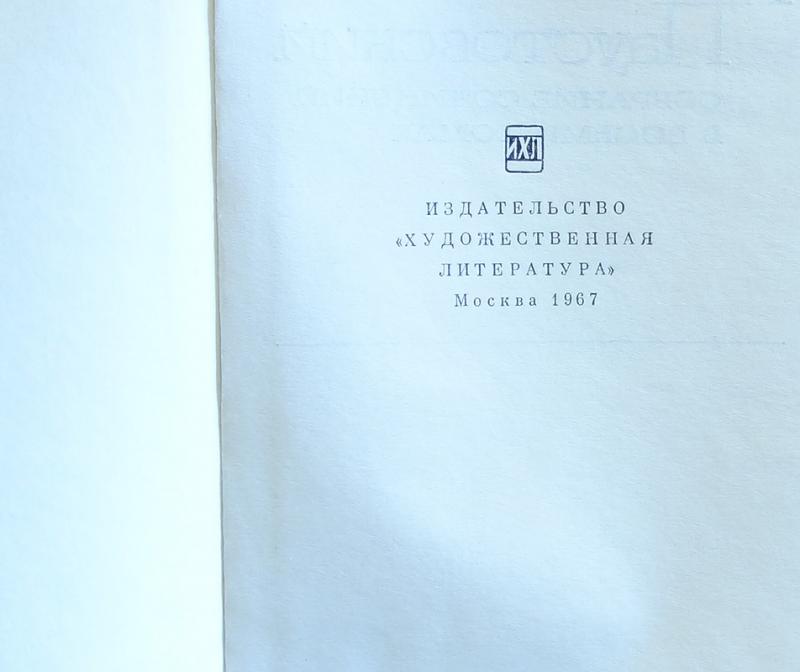 ИХЛ
ИЗДАТЕЛЬСТВО
«ХУДОЖЕСТВЕННАЯ
ЛИТЕРАТУРА»
Москва 1967